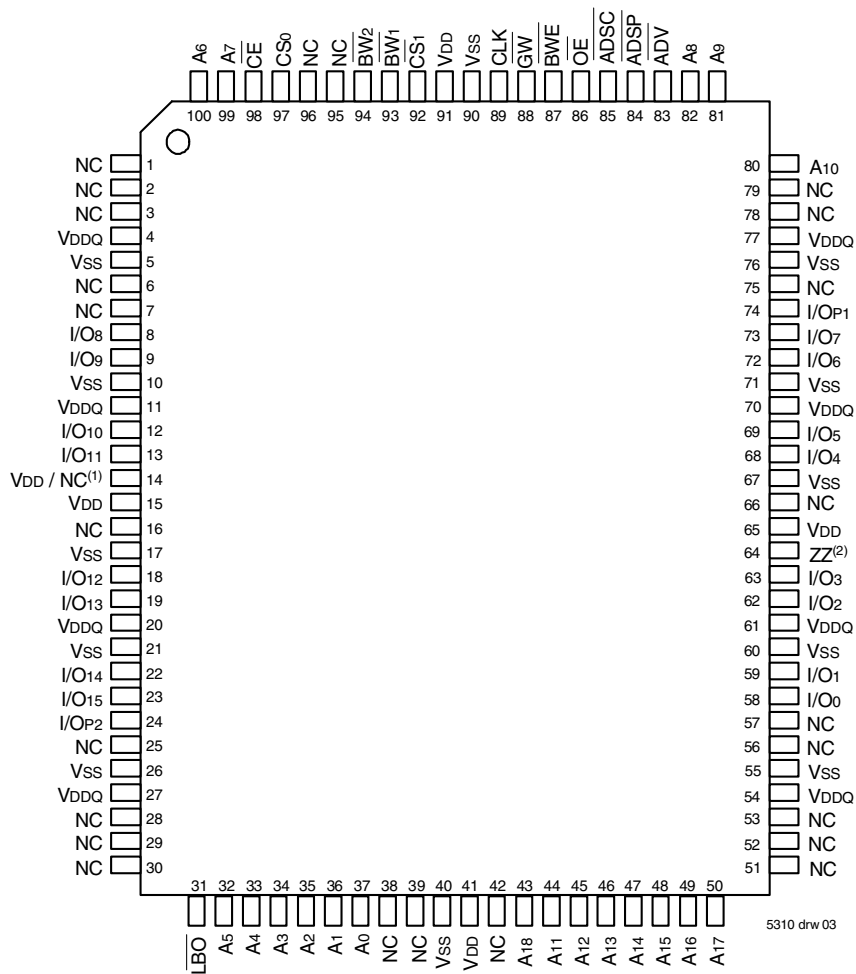 A6 A7 CE CS0 NC NC BW2 BW1 CS1 VDD VSS CLK GW BWE OE ADSC ADSP ADV A8 A9
100 99 98 97 96 95 94 93 92 91 90 89 88 87 86 85 84 83 82 81
NC 1 80 A10
NC 2 79 NC
NC 3 78 NC
VDDQ 4 77 VDDQ
VSS 5 76 VSS
NC 6 75 NC
NC 7 74 I/OP1
I/O8 8 73 I/O7
I/O9 9 72 I/O6
VSS 10 71 VSS
VDDQ 11 70 VDDQ
I/O10 12 69 I/O5
I/O11 13 68 I/O4
VDD / NC(1) 14 67 VSS
VDD 15 66 NC
NC 16 65 VDD
VSS 17 64 ZZ(2)
I/O12 18 63 I/O3
I/O13 19 62 I/O2
VDDQ 20 61 VDDQ
VSS 21 60 VSS
I/O14 22 59 I/O1
I/O15 23 58 I/O0
I/OP2 24 57 NC
NC 25 56 NC
VSS 26 55 VSS
VDDQ 27 54 VDDQ
NC 28 53 NC
NC 29 52 NC
NC 30 51 NC
31 32 33 34 35 36 37 38 39 40 41 42 43 44 45 46 47 48 49 50
LBO A5 A4 A3 A2 A1 A0 NC NC VSS VDD NC A18 A11 A12 A13 A14 A15 A16 A17
5310 drw 03